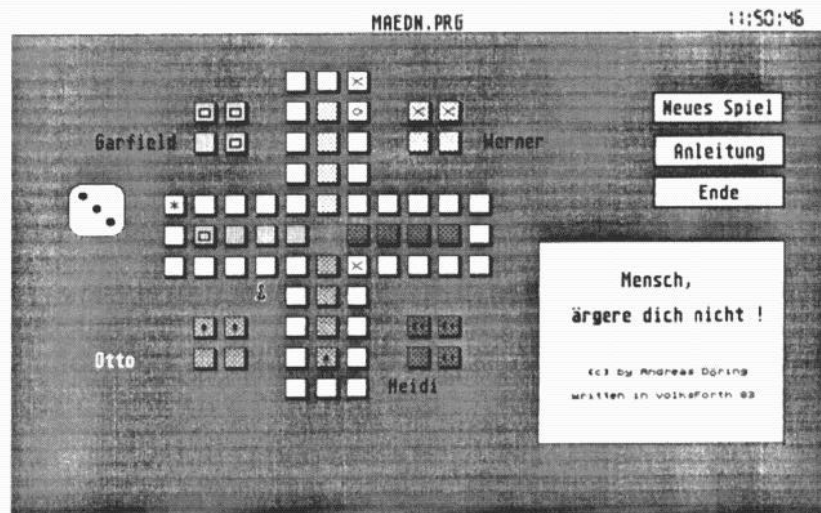 MAEDN.PRG
11:50:46
Neues Spiel
Garfield
Werner
Anleitung
Ende
Mensch,
ärgere dich nicht !
Otto
(c) by Andreas Döring
written in volksForth 83
Heidi